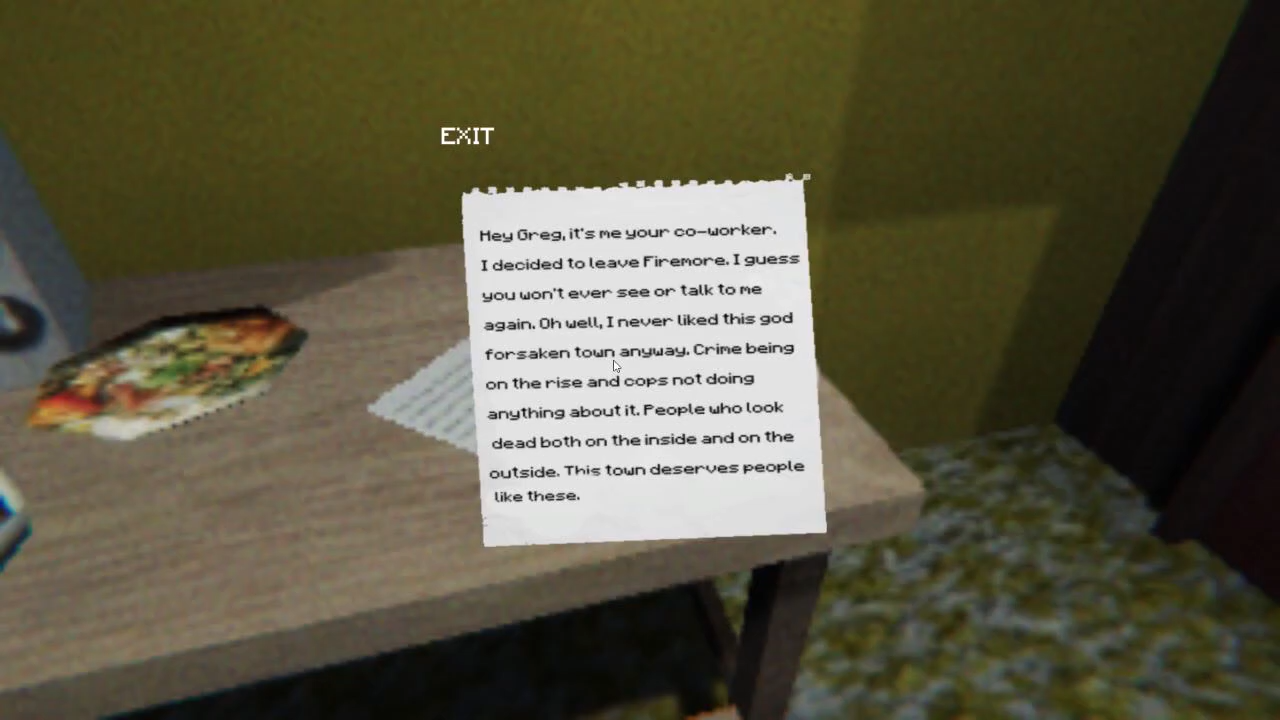 EXIT
Hey Greg, it's me your co-worker.
I decided to leave Firemore. I guess
you won't ever see or talk to me
again. Oh well, I never liked this god
forsaken town anyway. Crime being
on the rise and cops not doing
anything about it. People who look
dead both on the inside and on the
outside. This town deserves people
like these.